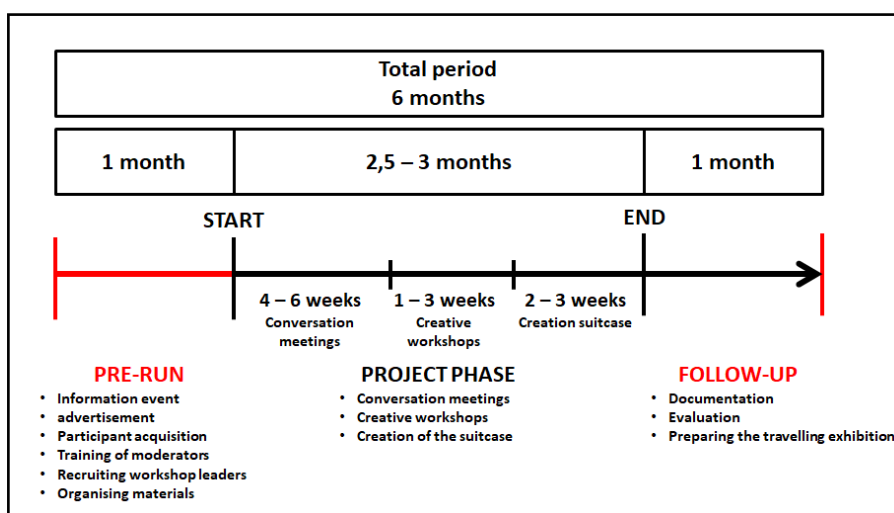 Total period
6 months
1 month
2,5 – 3 months
1 month
START
END
4 – 6 weeks
Conversation
meetings
1 – 3 weeks
Creative
workshops
2 – 3 weeks
Creation suitcase
PRE-RUN
• Information event
• advertisement
• Participant acquisition
• Training of moderators
• Recruiting workshop leaders
• Organising materials
PROJECT PHASE
• Conversation meetings
• Creative workshops
• Creation of the suitcase
FOLLOW-UP
• Documentation
• Evaluation
• Preparing the travelling exhibition